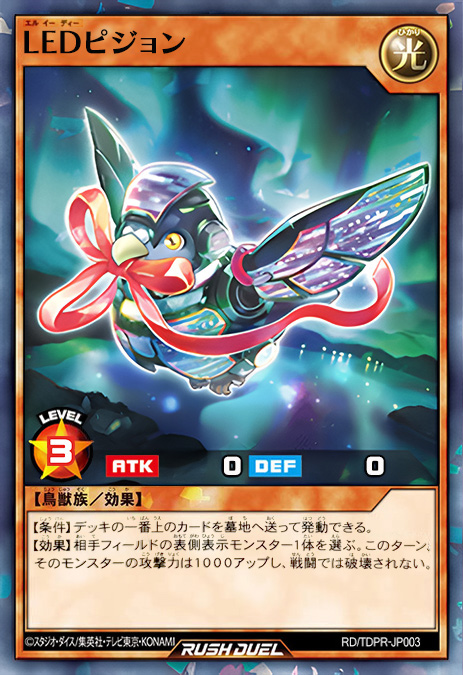 エル イー ディー
LEDピジョン
ひかり
光
LEVEL
3
ATK 0 DEF 0
【鳥獣族／効果】
【条件】デッキの一番上のカードを墓地へ送って発動できる。
【効果】相手フィールドの表側表示モンスター1体を選ぶ。このターン、
そのモンスターの攻撃力は1000アップし、戦闘では破壊されない。
©スタジオ・ダイス/集英社・テレビ東京・KONAMI
RUSH DUEL
RD/TDPR-JP003